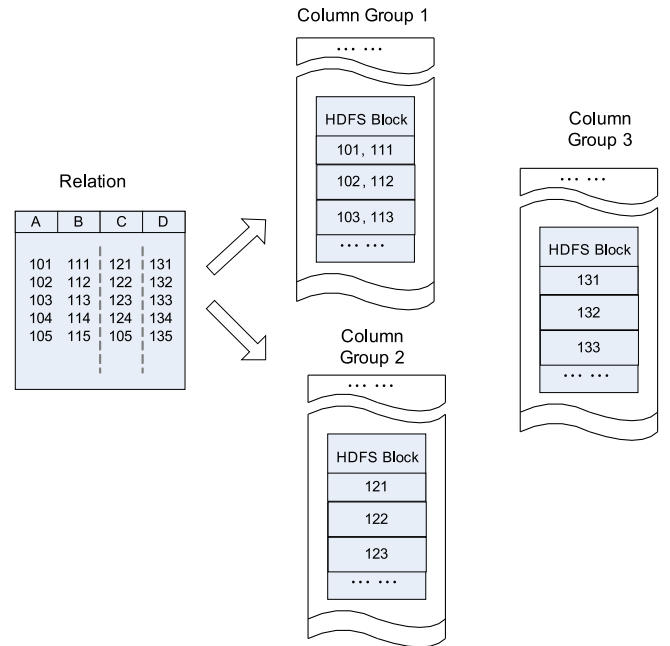 Column Group 1
... ...
HDFS Block
101, 111
102, 112
103, 113
... ...
Column
Group 3
... ...
HDFS Block
131
132
133
... ...
Relation
A B C D
101 111 121 131
102 112 122 132
103 113 123 133
104 114 124 134
105 115 105 135
Column
Group 2
... ...
HDFS Block
121
122
123
... ...